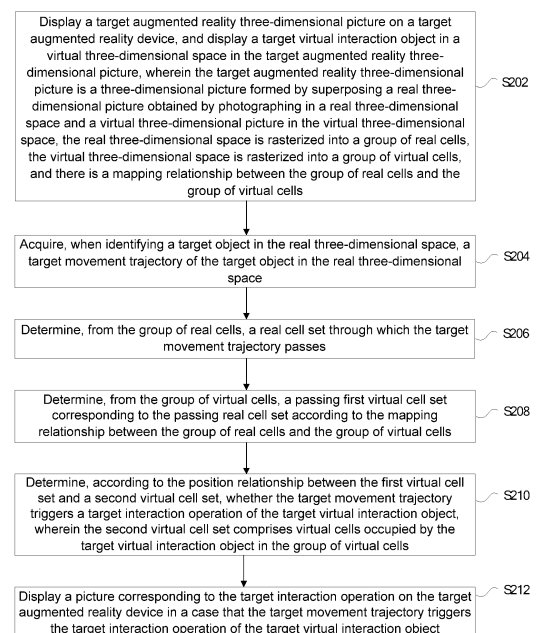 Display a target augmented reality three-dimensional picture on a target
augmented reality device, and display a target virtual interaction object in a
virtual three-dimensional space in the target augmented reality three-
dimensional picture, wherein the target augmented reality three-dimensional
picture is a three-dimensional picture formed by superposing a real three-
dimensional picture obtained by photographing in a real three-dimensional
space and a virtual three-dimensional picture in the virtual three-dimensional
space, the real three-dimensional space is rasterized into a group of real cells,
the virtual three-dimensional space is rasterized into a group of virtual cells,
and there is a mapping relationship between the group of real cells and the
group of virtual cells
S202
Acquire, when identifying a target object in the real three-dimensional space, a
target movement trajectory of the target object in the real three-dimensional
space
S204
Determine, from the group of real cells, a real cell set through which the target
movement trajectory passes
S206
Determine, from the group of virtual cells, a passing first virtual cell set
corresponding to the passing real cell set according to the mapping
relationship between the group of real cells and the group of virtual cells
S208
Determine, according to the position relationship between the first virtual cell
set and a second virtual cell set, whether the target movement trajectory
triggers a target interaction operation of the target virtual interaction object,
wherein the second virtual cell set comprises virtual cells occupied by the
target virtual interaction object in the group of virtual cells
S210
Display a picture corresponding to the target interaction operation on the target
augmented reality device in a case that the target movement trajectory triggers
the target interaction operation of the target virtual interaction object
S212